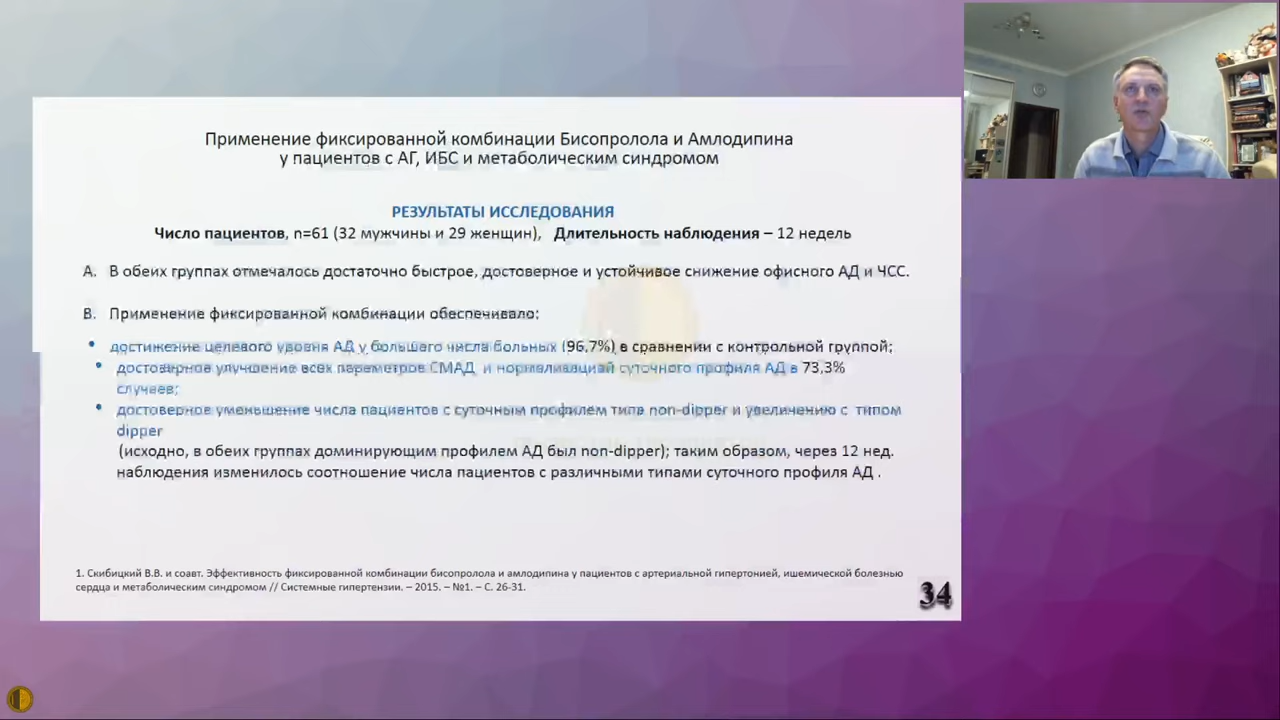 Применение фиксированной комбинации Бисопролола и Амлодипина
у пациентов с АГ, ИБС и метаболическим синдромом
РЕЗУЛЬТАТЫ ИССЛЕДОВАНИЯ
Число пациентов, n=61 (32 мужчины и 29 женщин), Длительность наблюдения – 12 недель
А. В обеих группах отмечалось достаточно быстрое, достоверное и устойчивое снижение офисного АД и ЧСС.
В. Применение фиксированной комбинации обеспечивало:
• достижение целевого уровня АД у большего числа больных (96,7%) в сравнении с контрольной группой;
• достоверное улучшение всех параметров СМАД и нормализацией суточного профиля АД в 73,3%
случаев;
• достоверное уменьшение числа пациентов с суточным профилем типа non-dipper и увеличению с типом
dipper
(исходно, в обеих группах доминирующим профилем АД был non-dipper); таким образом, через 12 нед.
наблюдения изменилось соотношение числа пациентов с различными типами суточного профиля АД .
1. Скибицкий В.В. и соавт. Эффективность фиксированной комбинации бисопролола и амлодипина у пациентов с артериальной гипертонией, ишемической болезнью
сердца и метаболическим синдромом // Системные гипертензии. – 2015. – №1. – С. 26-31.
34